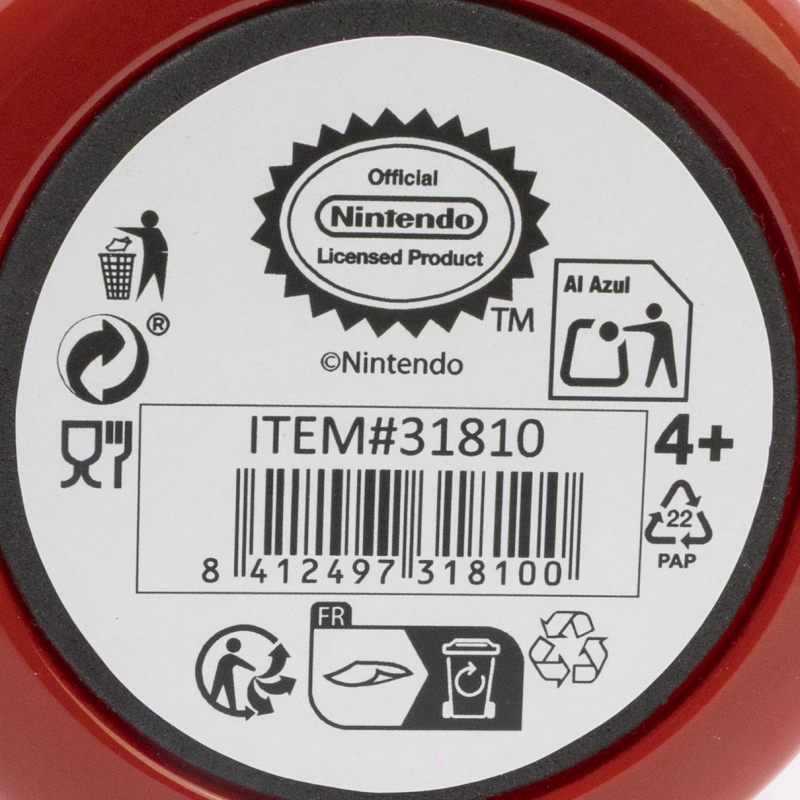 Official
Nintendo
Licensed Product
TM
©Nintendo
®
Al Azul
ITEM#31810
4+
8 412497 318100
22
PAP
FR